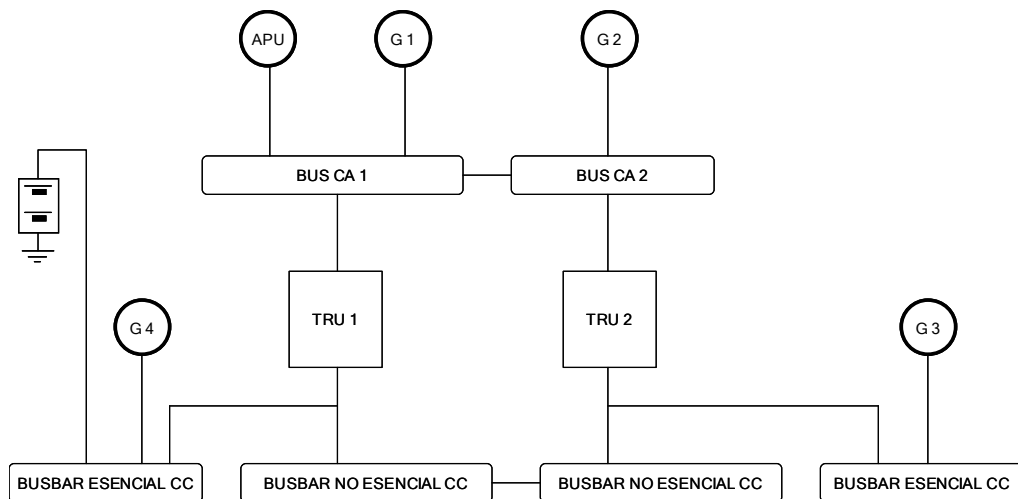 APU
G 1
G 2
BUS CA 1
BUS CA 2
TRU 1
TRU 2
G 4
G 3
BUSBAR ESENCIAL CC
BUSBAR NO ESENCIAL CC
BUSBAR NO ESENCIAL CC
BUSBAR ESENCIAL CC